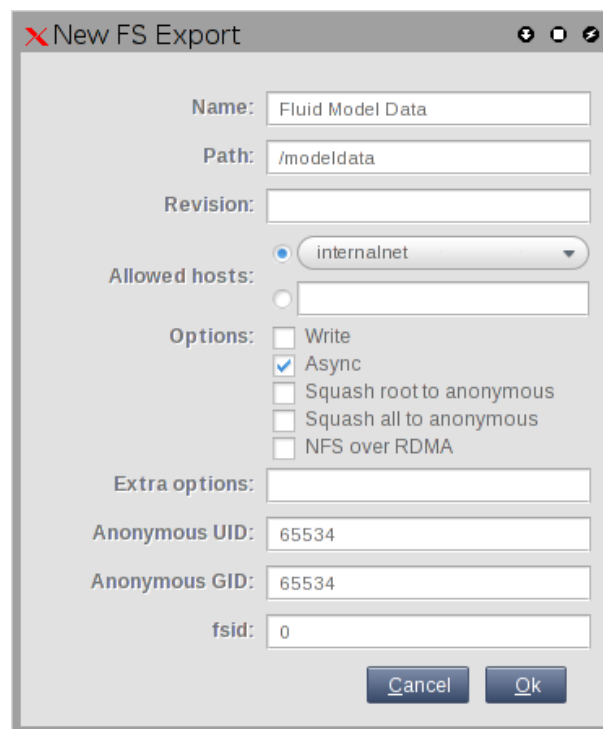 New FS Export
Name: Fluid Model Data
Path: /modeldata
Revision:
internalnet
Allowed hosts:
Options: Write
Async
Squash root to anonymous
Squash all to anonymous
NFS over RDMA
Extra options:
Anonymous UID: 65534
Anonymous GID: 65534
fsid: 0
Cancel Ok